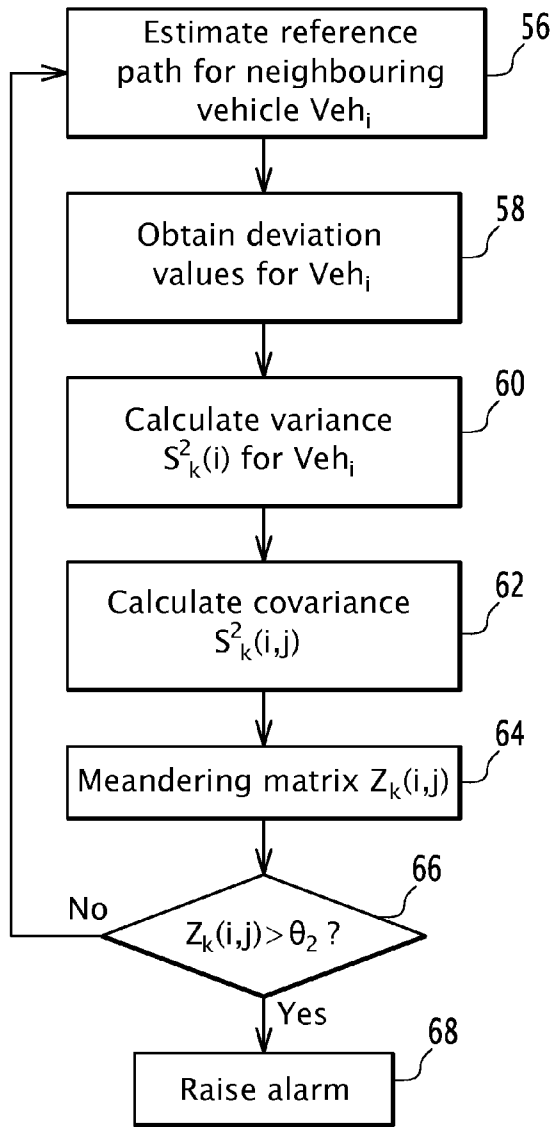 Estimate reference
path for neighbouring
vehicle Vehᵢ
56
Obtain deviation
values for Vehᵢ
58
Calculate variance
S²ₖ(i) for Vehᵢ
60
Calculate covariance
S²ₖ(i,j)
62
Meandering matrix Zₖ(i,j)
64
Zₖ(i,j)>θ₂ ?
66
No
Yes
Raise alarm
68